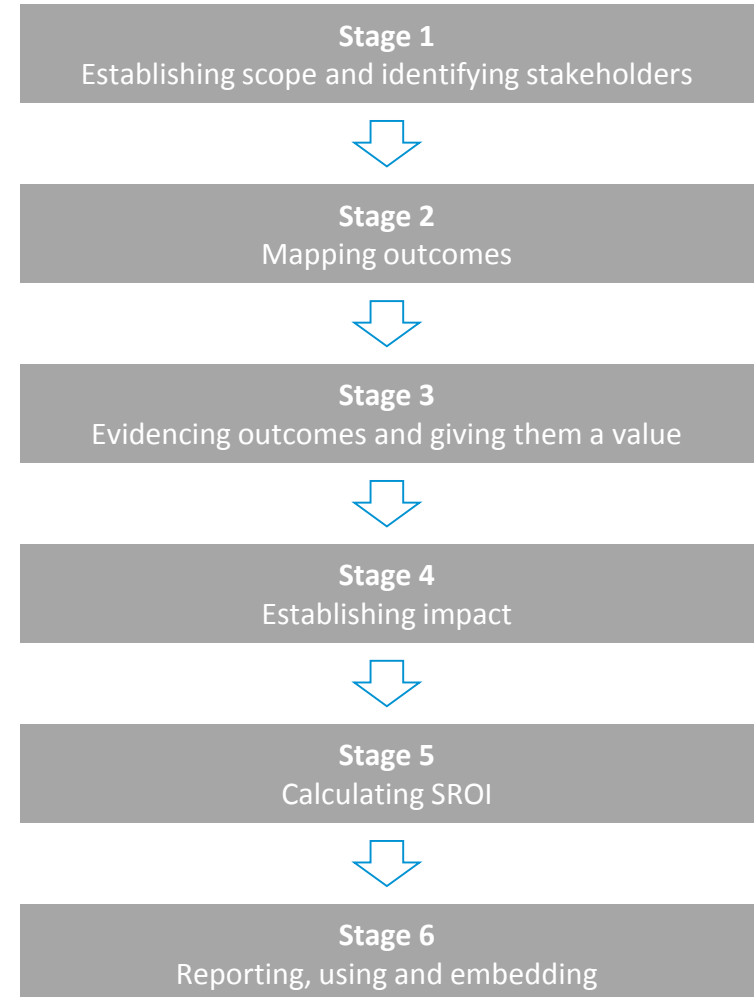 Stage 1
Establishing scope and identifying stakeholders
Stage 2
Mapping outcomes
Stage 3
Evidencing outcomes and giving them a value
Stage 4
Establishing impact
Stage 5
Calculating SROI
Stage 6
Reporting, using and embedding